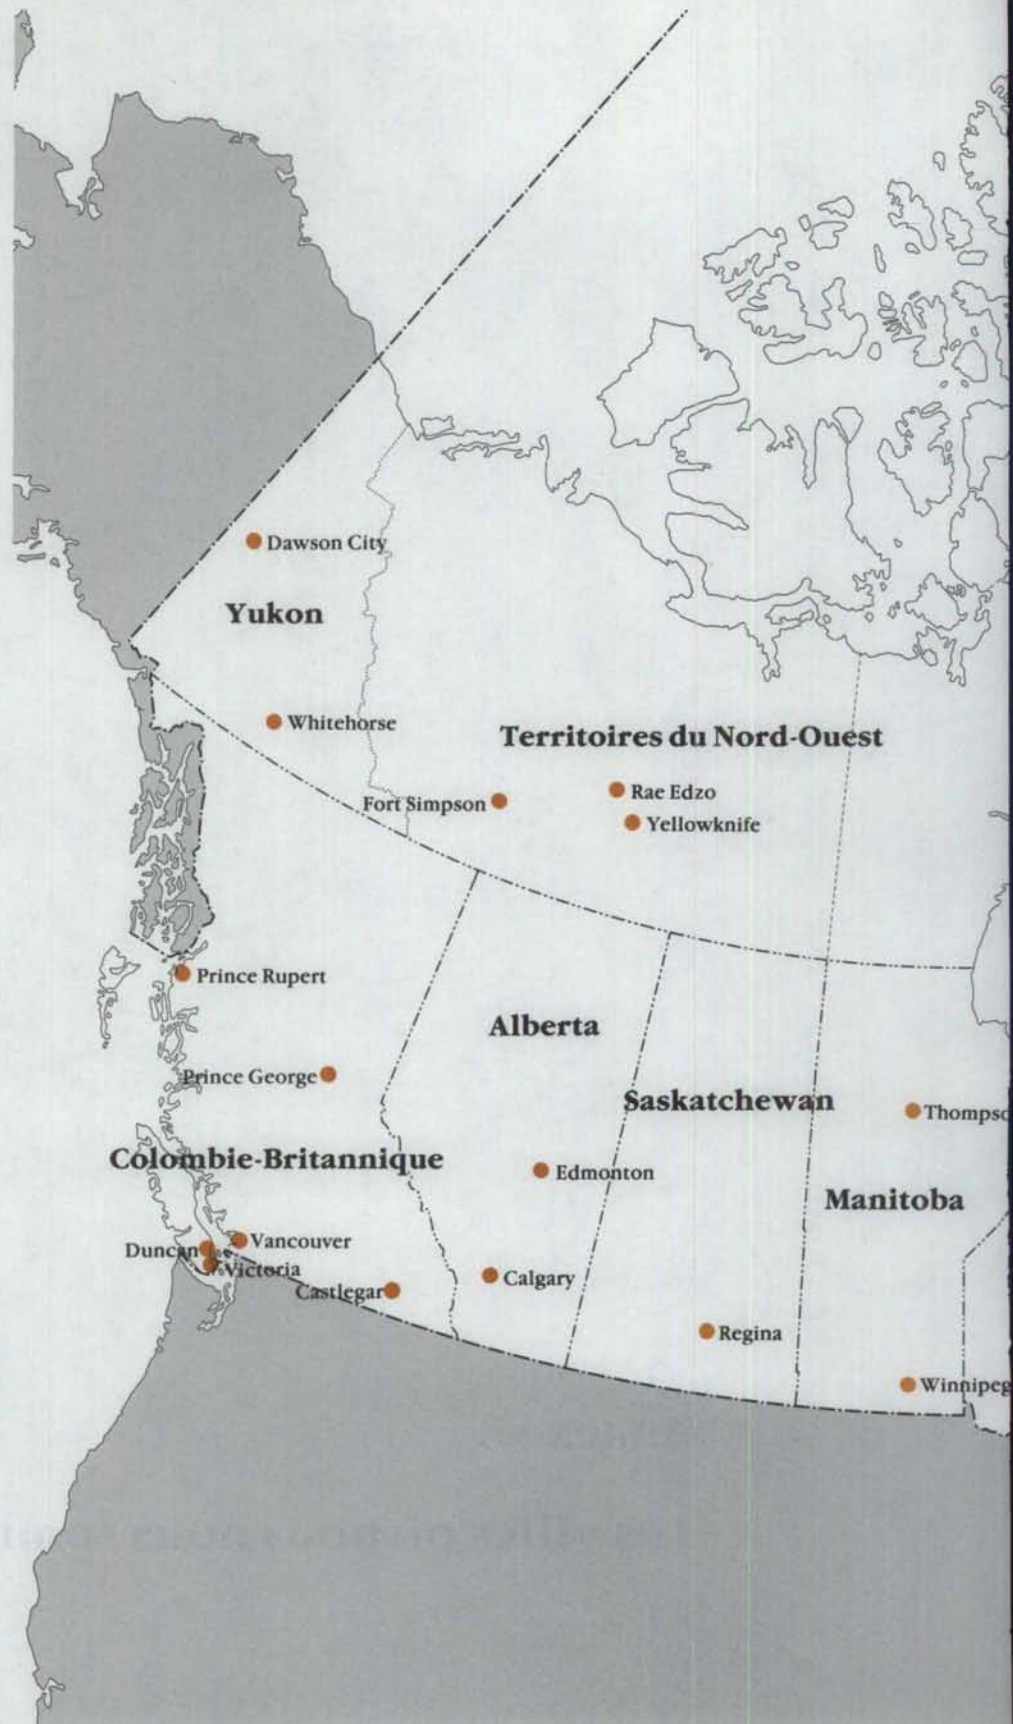 Dawson City
Yukon
Whitehorse
Territoires du Nord-Ouest
Rae Edzo
Fort Simpson
Yellowknife
Prince Rupert
Alberta
Prince George
Saskatchewan
Thompso
Colombie-Britannique
Edmonton
Manitoba
Vancouver
Duncan
Victoria
Calgary
Castlegar
Regina
Winnipeg